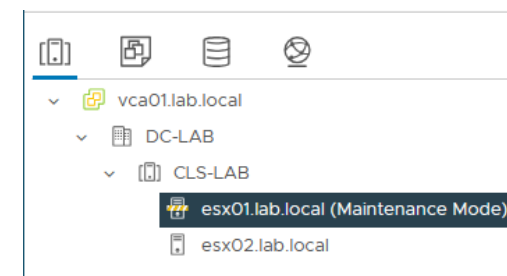 vca01.lab.local
DC-LAB
CLS-LAB
esx01.lab.local (Maintenance Mode)
esx02.lab.local